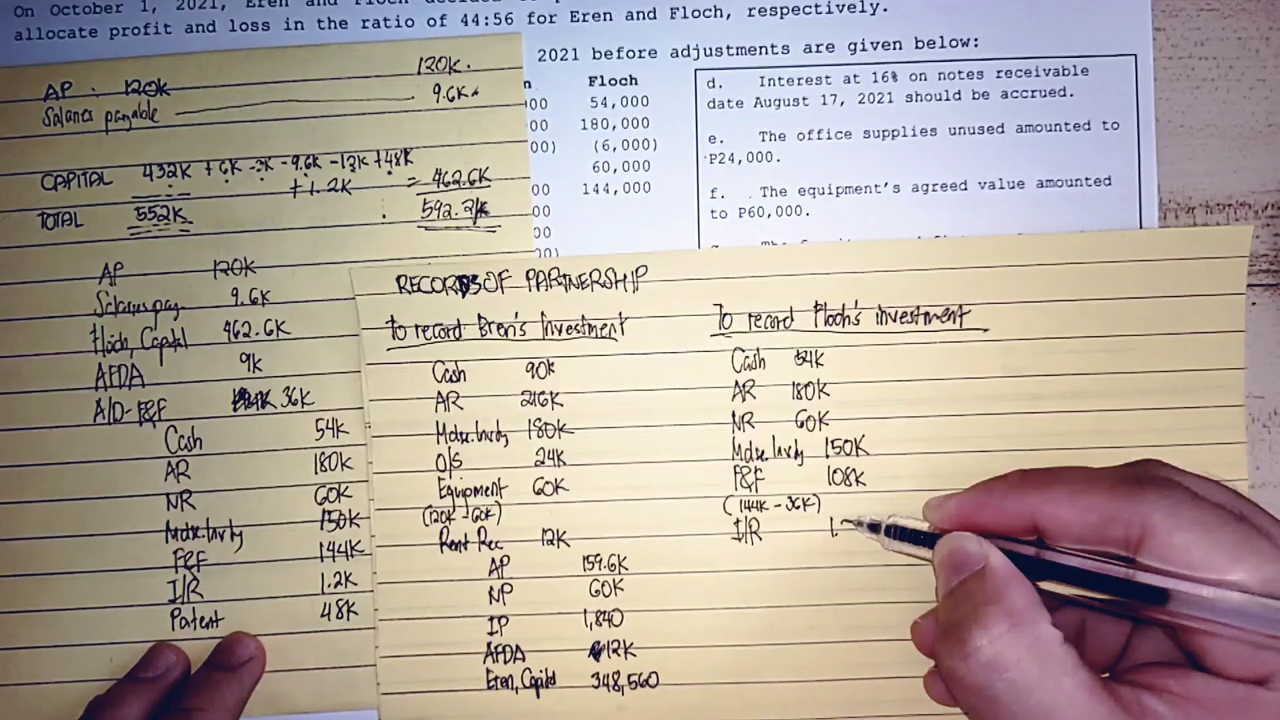 On October 1, 2021, Eren and Floch decided to
allocate profit and loss in the ratio of 44:56 for Eren and Floch, respectively.
2021 before adjustments are given below:
n Floch
00 54,000
00 180,000
00) (6,000)
60,000
00 144,000
00
00
00)
d. Interest at 16% on notes receivable
date August 17, 2021 should be accrued.
e. The office supplies unused amounted to
P24,000.
f. The equipment's agreed value amounted
to P60,000.
AP : 120K 120K.
Salaries payable 9.6K
CAPITAL 432K + 6K -3K -9.6K -12K +48K
+1.2K = 462.6K
TOTAL 552K : 592.2K
AP 120K
Salaries pay. 9.6K
Floch, Capital 462.6K
AFDA 9K
A/D-F&F 36K
Cash 54K
AR 180K
NR 60K
Mdse. Invty 150K
F&F 144K
I/R 1.2K
Patent 48K
RECORDS OF PARTNERSHIP
To record Eren's Investment
Cash 90K
AR 216K
Mdse. Invty 180K
O/S 24K
Equipment 60K
(120K - 60K)
Rent Rec 12K
AP 159.6K
NP 60K
IP 1,840
AFDA 12K
Eren, Capital 348,560
To record Floch's investment
Cash 54K
AR 180K
NR 60K
Mdse Invty 150K
F&F 108K
(144K - 36K)
I/R 1.